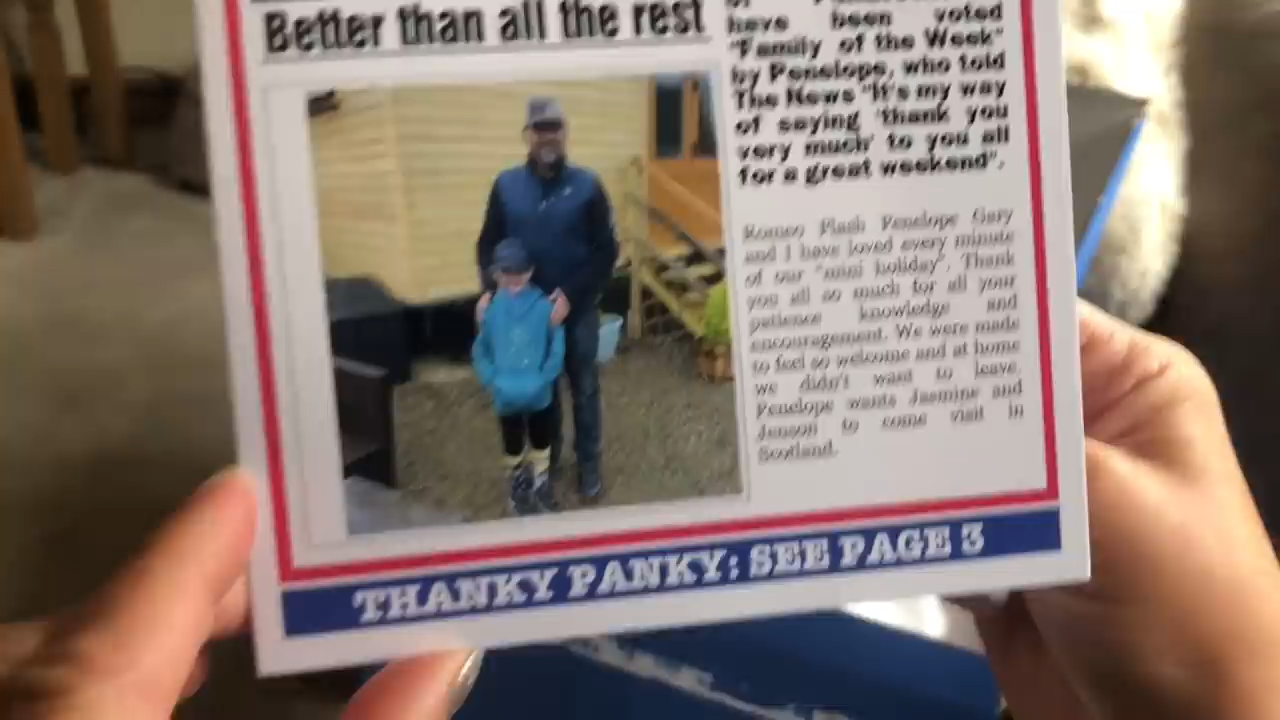 Better than all the rest
have been voted
"Family of the Week"
by Penelope, who told
The News "It's my way
of saying 'thank you
very much' to you all
for a great weekend".
Romeo Flash Penelope Gary
and I have loved every minute
of our "mini holiday". Thank
you all so much for all your
patience knowledge and
encouragement. We were made
to feel so welcome and at home
we didn't want to leave.
Penelope wants Jasmine and
Jenson to come visit in
Scotland.
THANKY PANKY: SEE PAGE 3